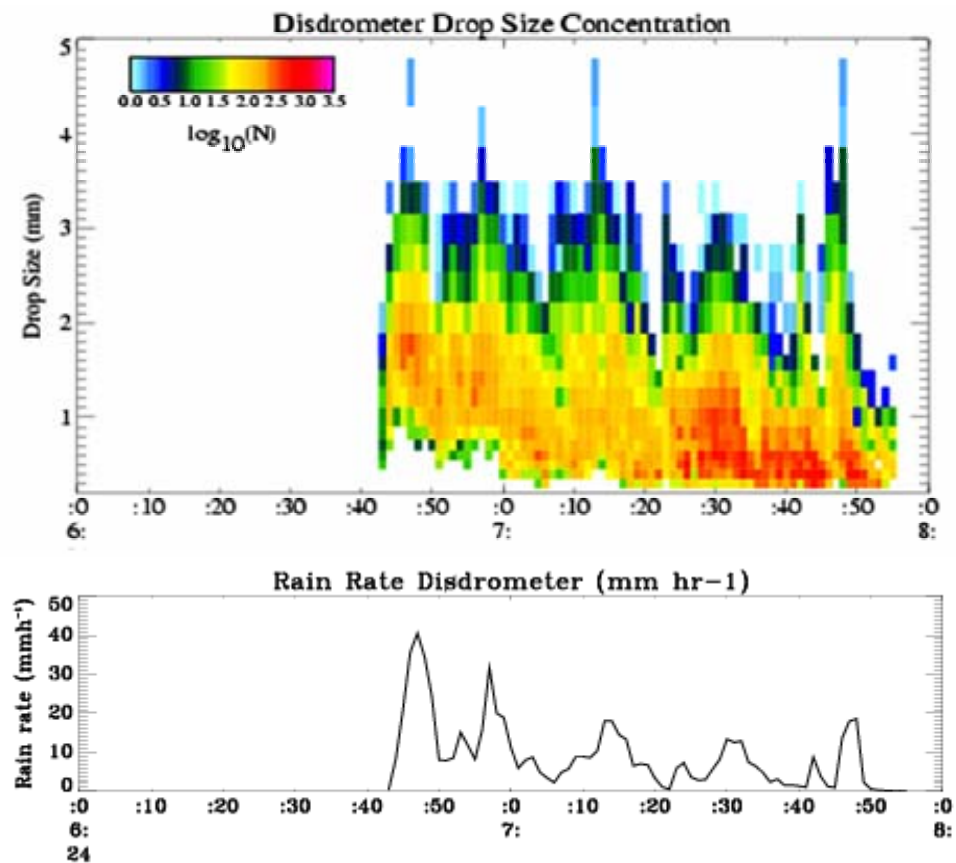 Disdrometer Drop Size Concentration
5
4
3
2
1
Drop Size (mm)
0.0 0.5 1.0 1.5 2.0 2.5 3.0 3.5
log10(N)
:0 :10 :20 :30 :40 :50 :0 :10 :20 :30 :40 :50 :0
6: 7: 8:
Rain Rate Disdrometer (mm hr−1)
50
40
30
20
10
0
Rain rate (mmh⁻¹)
:0 :10 :20 :30 :40 :50 :0 :10 :20 :30 :40 :50 :0
6: 7: 8:
24